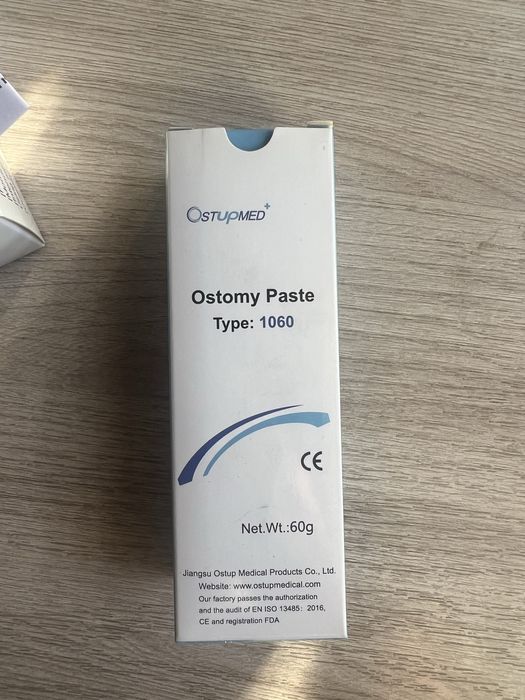 OSTUPMED+
Ostomy Paste
Type: 1060
CE
Net.Wt.:60g
Jiangsu Ostup Medical Products Co., Ltd.
Website: www.ostupmedical.com
Our factory passes the authorization
and the audit of EN ISO 13485: 2016,
CE and registration FDA